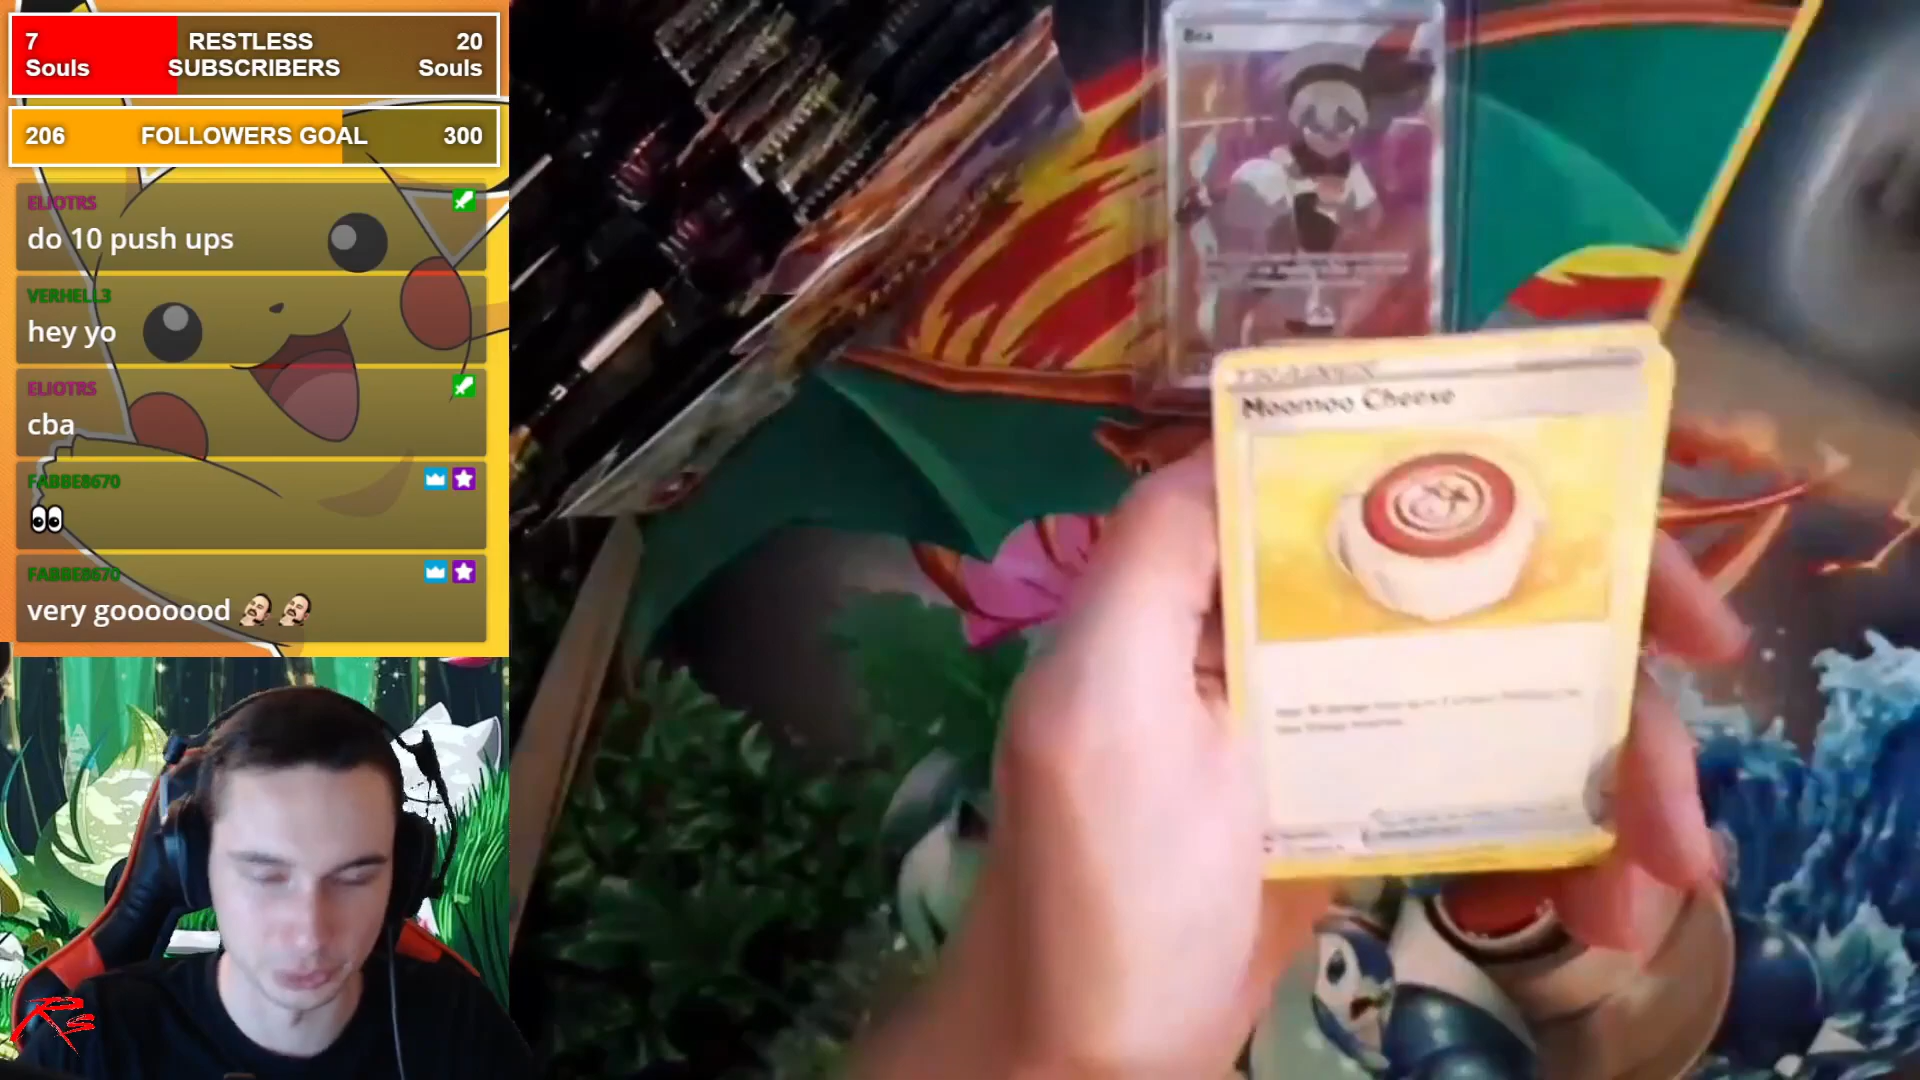 7 RESTLESS 20
Souls SUBSCRIBERS Souls
206 FOLLOWERS GOAL 300
ELIOTRS
do 10 push ups
VERHELL3
hey yo
ELIOTRS
cba
FABBE8670
FABBE8670
very gooooood
Bea
Moomoo Cheese